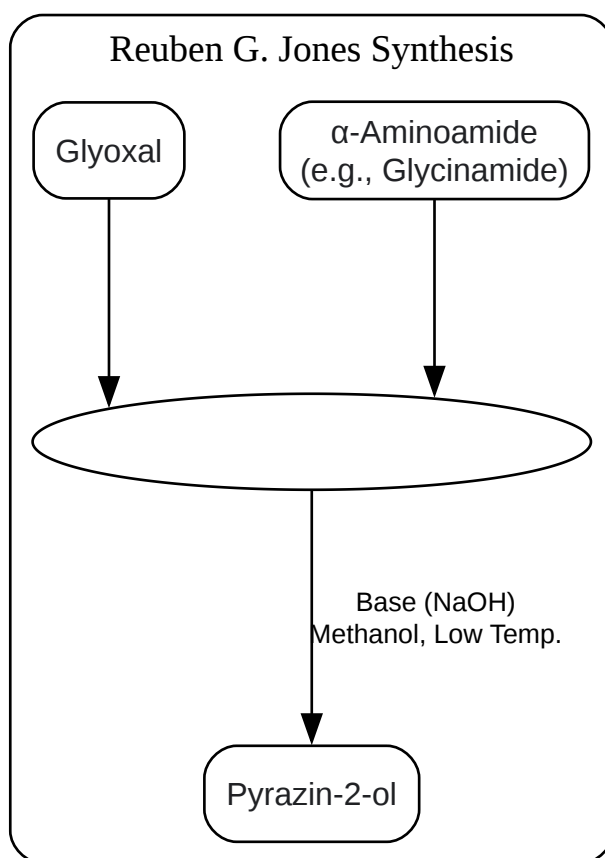 Reuben G. Jones Synthesis
Glyoxal
α-Aminoamide
(e.g., Glycinamide)
Base (NaOH)
Methanol, Low Temp.
Pyrazin-2-ol